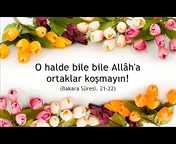 O halde bile bile Allâh'a
ortaklar koşmayın!
(Bakara Sûresi, 21-22)